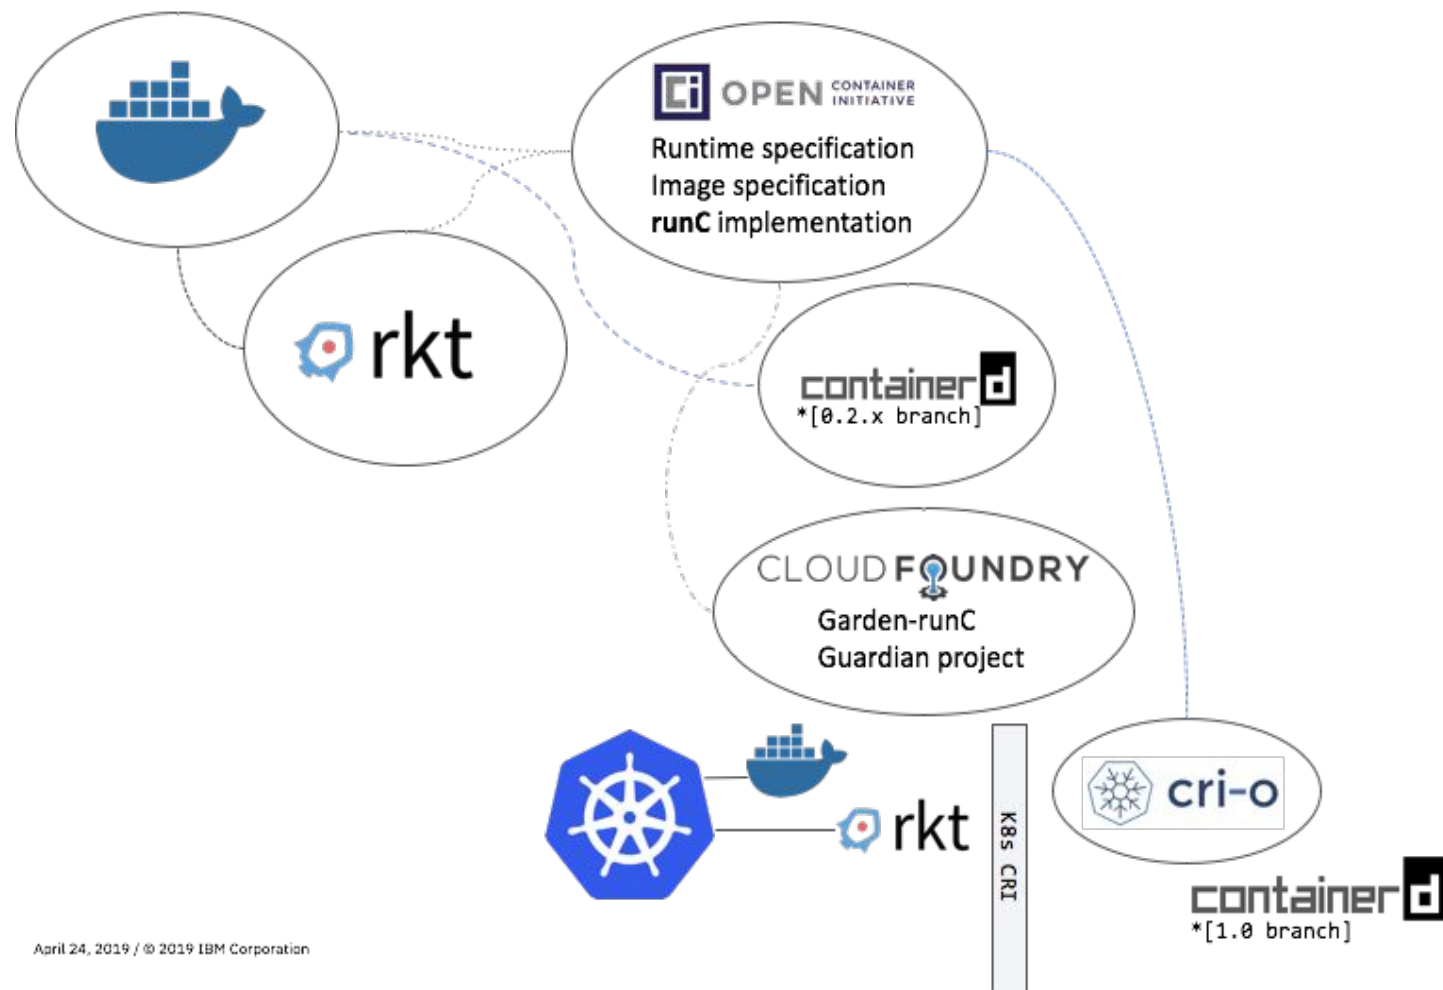 OPEN CONTAINER INITIATIVE
Runtime specification
Image specification
runC implementation
rkt
containerd
*[0.2.x branch]
CLOUD FOUNDRY
Garden-runC
Guardian project
rkt
K8s CRI
cri-o
containerd
*[1.0 branch]
April 24, 2019 / © 2019 IBM Corporation